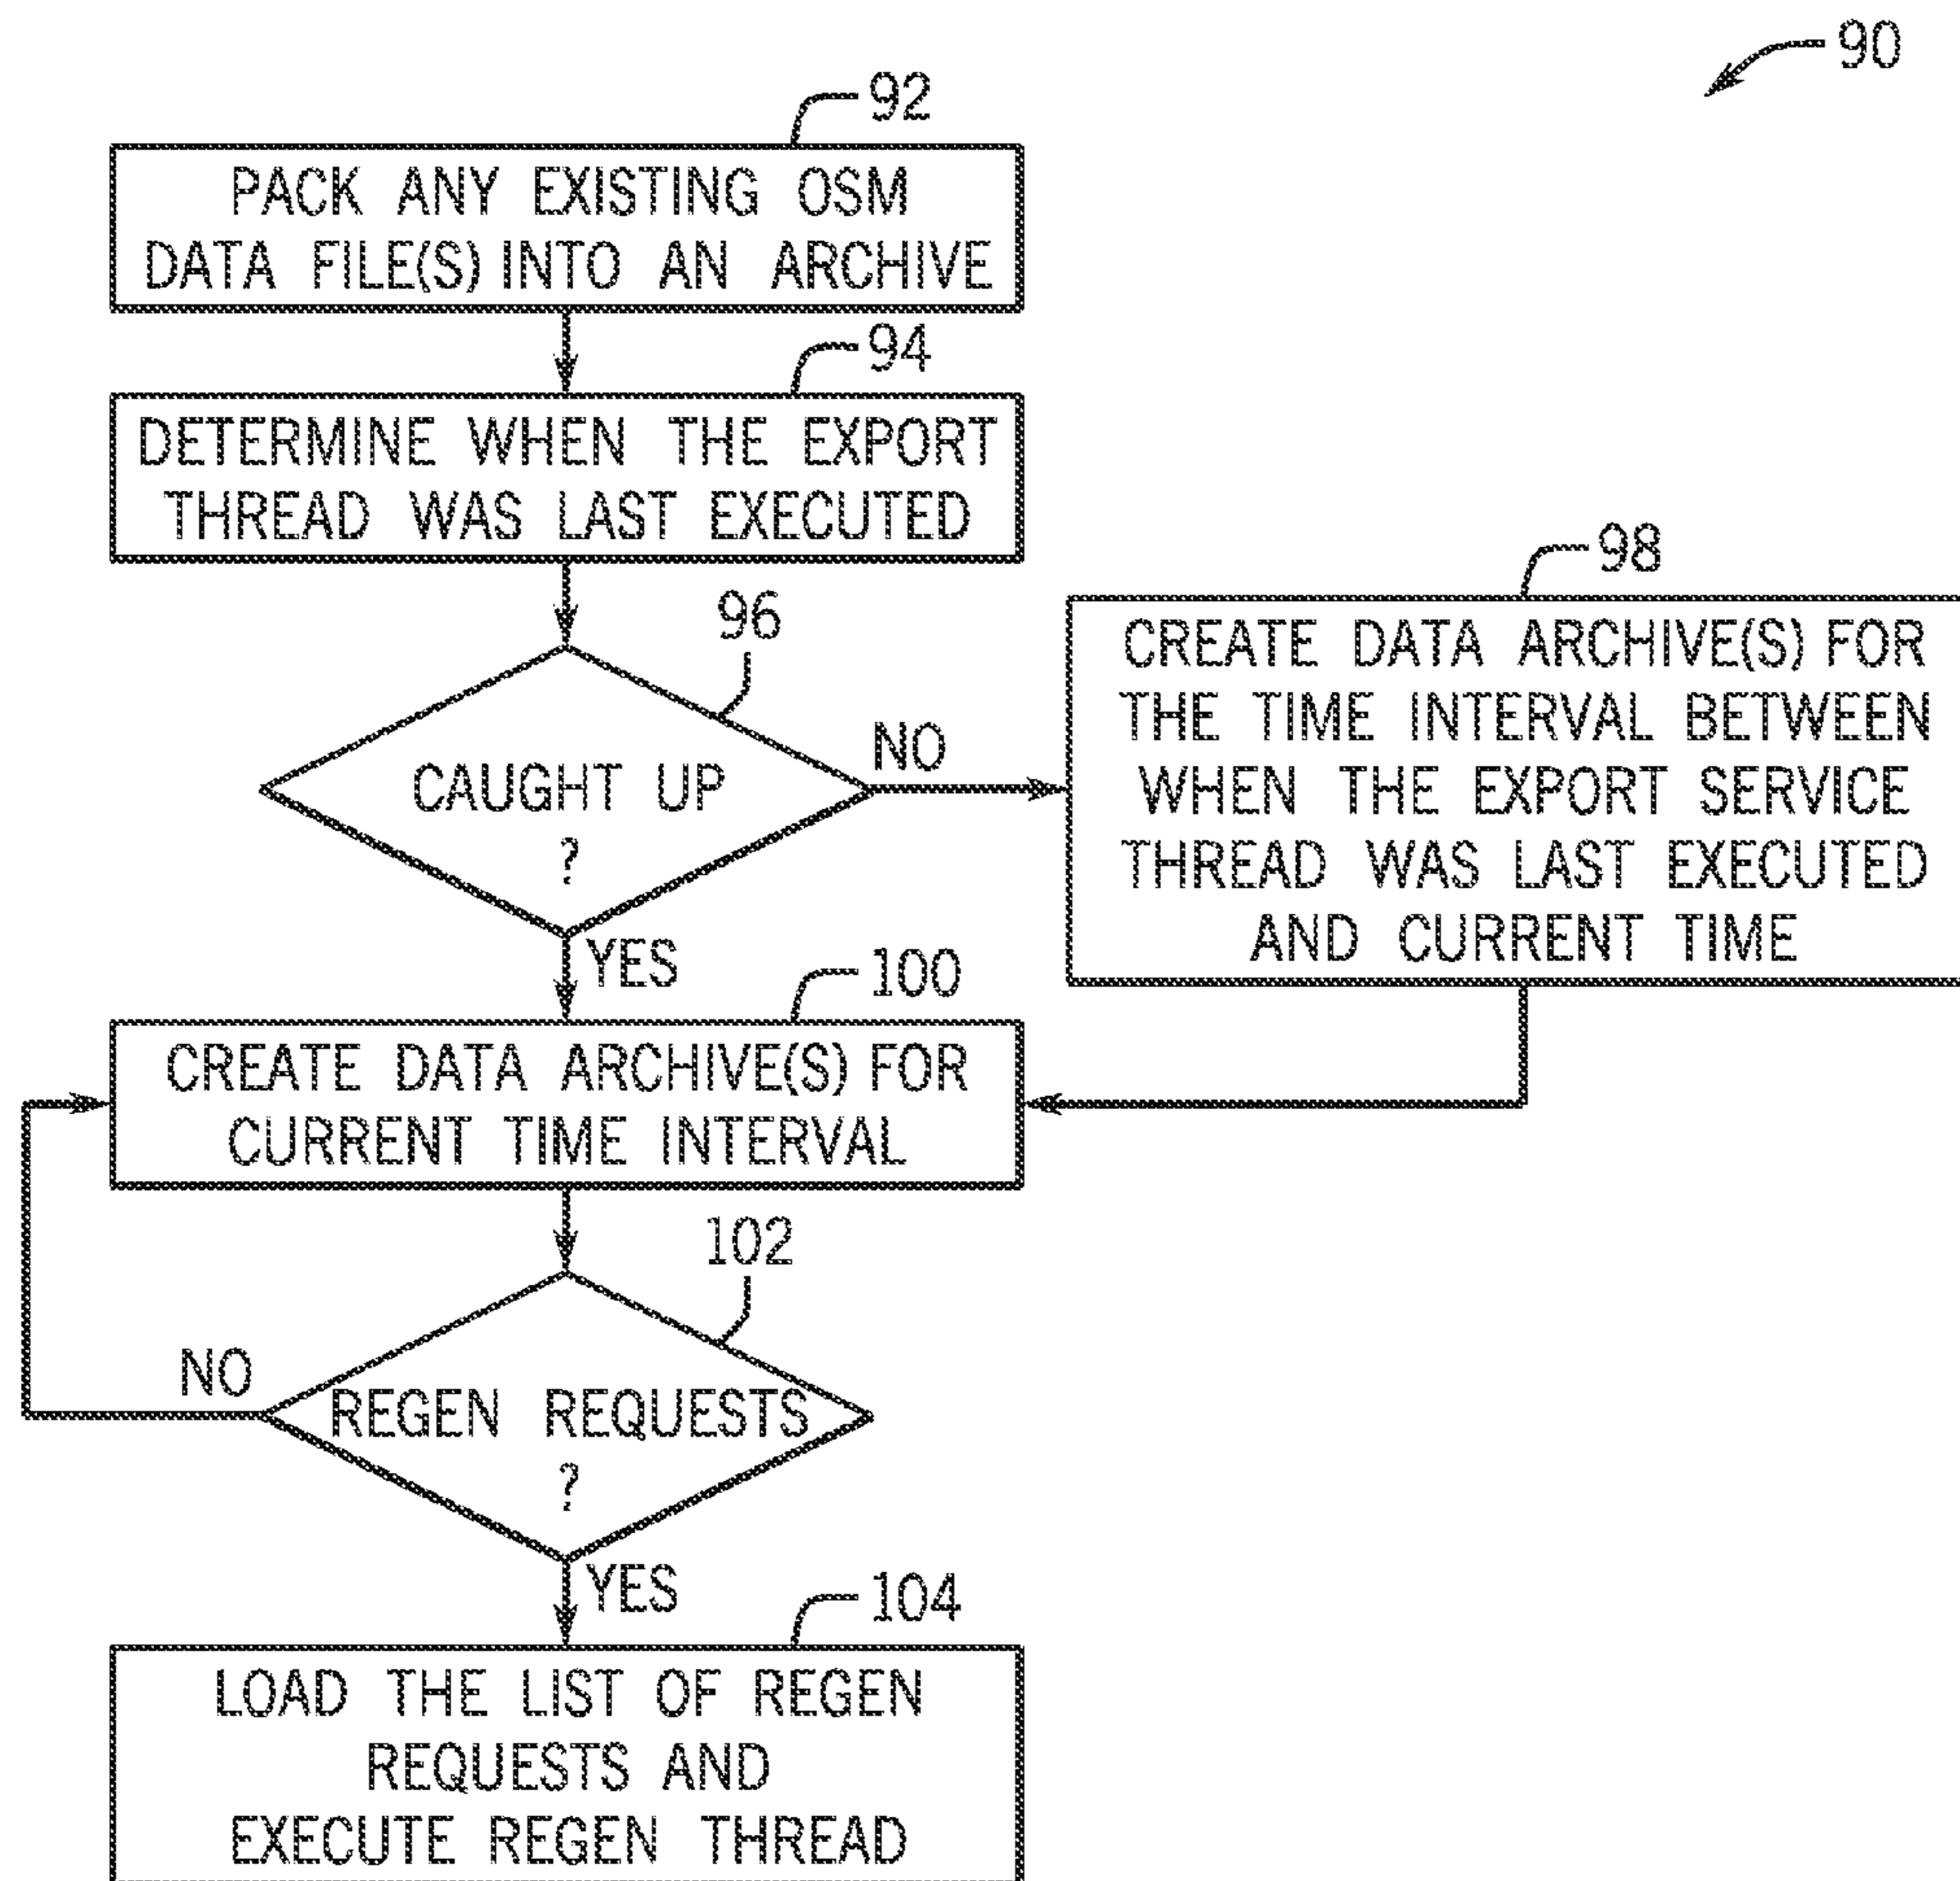 90
92
PACK ANY EXISTING OSM
DATA FILE(S) INTO AN ARCHIVE
94
DETERMINE WHEN THE EXPORT
THREAD WAS LAST EXECUTED
96
CAUGHT UP
?
NO
98
CREATE DATA ARCHIVE(S) FOR
THE TIME INTERVAL BETWEEN
WHEN THE EXPORT SERVICE
THREAD WAS LAST EXECUTED
AND CURRENT TIME
YES
100
CREATE DATA ARCHIVE(S) FOR
CURRENT TIME INTERVAL
102
NO
REGEN REQUESTS
?
YES
104
LOAD THE LIST OF REGEN
REQUESTS AND
EXECUTE REGEN THREAD